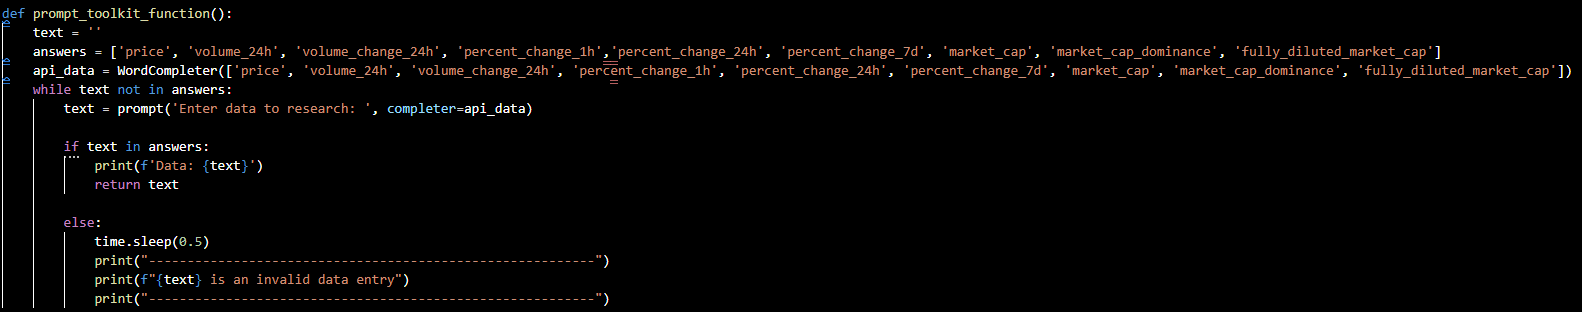 def prompt_toolkit_function():
    text = ''
    answers = ['price', 'volume_24h', 'volume_change_24h', 'percent_change_1h','percent_change_24h', 'percent_change_7d', 'market_cap', 'market_cap_dominance', 'fully_diluted_market_cap']
    api_data = WordCompleter(['price', 'volume_24h', 'volume_change_24h', 'percent_change_1h', 'percent_change_24h', 'percent_change_7d', 'market_cap', 'market_cap_dominance', 'fully_diluted_market_cap'])
    while text not in answers:
        text = prompt('Enter data to research: ', completer=api_data)

        if text in answers:
            print(f'Data: {text}')
            return text

        else:
            time.sleep(0.5)
            print("----------------------------------------------------------")
            print(f"{text} is an invalid data entry")
            print("----------------------------------------------------------")